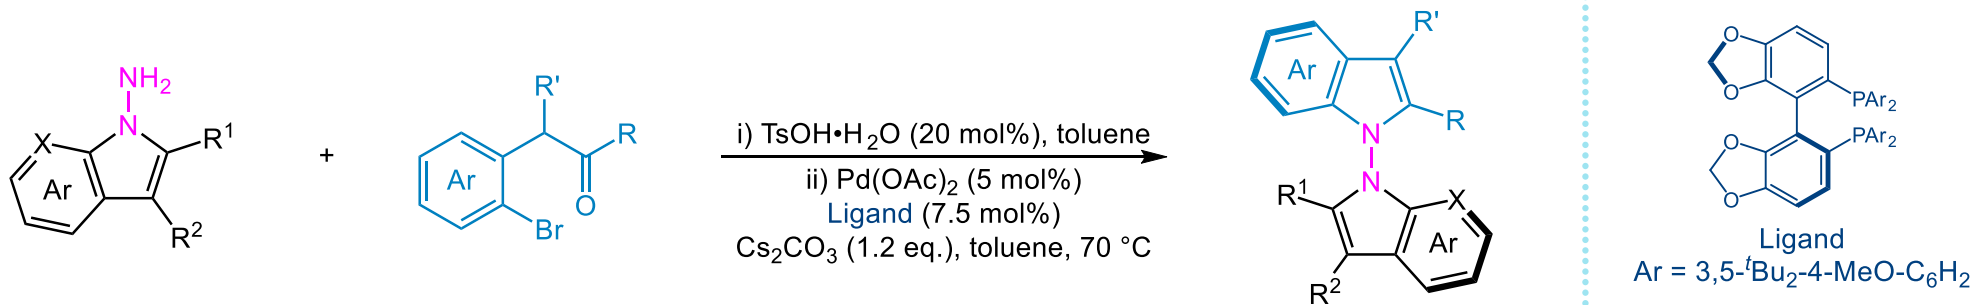 NH₂
N
X
R¹
Ar
R²
+
R'
R
Ar
O
Br
i) TsOH•H₂O (20 mol%), toluene
ii) Pd(OAc)₂ (5 mol%)
Ligand (7.5 mol%)
Cs₂CO₃ (1.2 eq.), toluene, 70 °C
R'
Ar
R
N
N
R¹
X
Ar
R²
O
O
PAr₂
PAr₂
O
O
Ligand
Ar = 3,5-ᵗBu₂-4-MeO-C₆H₂